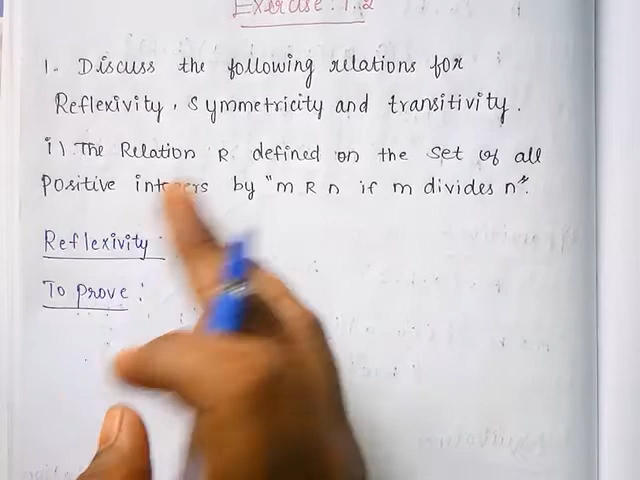 Exercise : 1.2
1. Discuss the following relations for
Reflexivity, Symmetricity and transitivity.
i) The Relation R defined on the set of all
positive integers by "m R n if m divides n".
Reflexivity :
To prove :